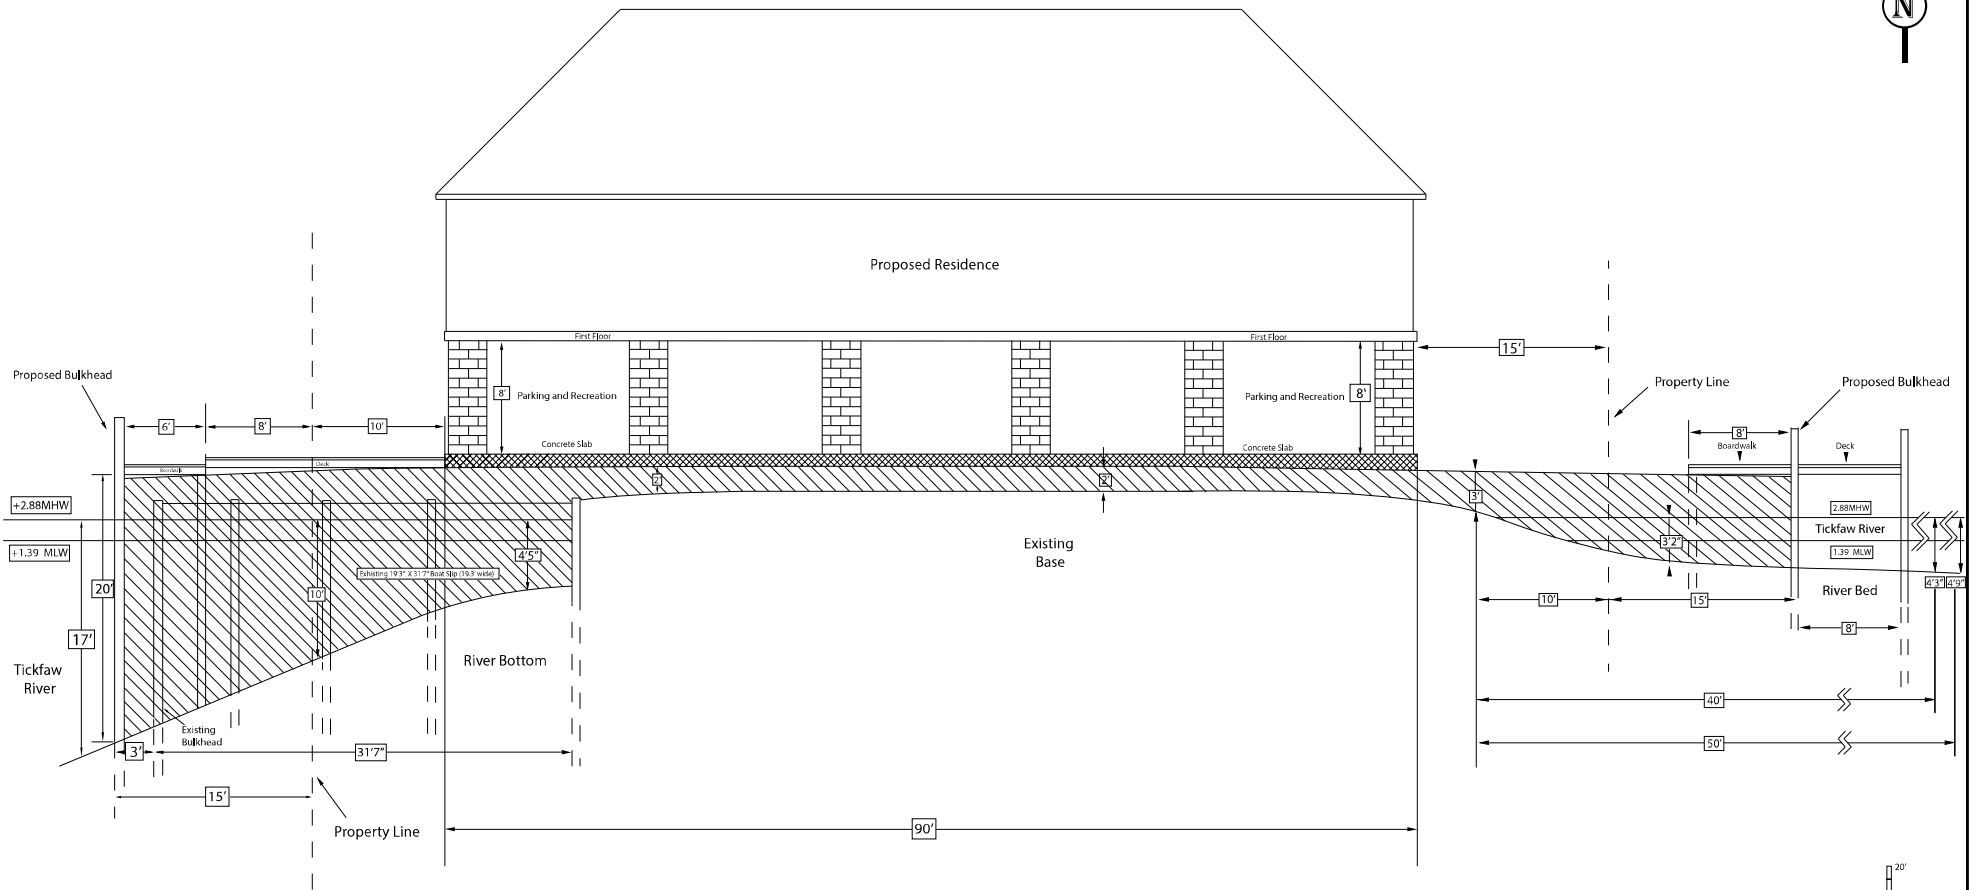 N
Proposed Residence
First Floor
First Floor
15'
Proposed Bulkhead
8'
Parking and Recreation
Parking and Recreation
8'
Property Line
Proposed Bulkhead
6'
8'
10'
8'
Boardwalk
Deck
Concrete Slab
Concrete Slab
Boardwalk
Deck
2'
2'
3'
+2.88MHW
2.88MHW
Tickfaw River
+1.39 MLW
1.39 MLW
4'5"
3'2"
Existing
Base
Exhisting 19'3" X 31'7" Boat Slip (19.3' wide)
20'
10'
10'
15'
River Bed
4'3"
4'9"
8'
17'
Tickfaw
River
River Bottom
40'
Existing
Bulkhead
3'
31'7"
50'
15'
Property Line
90'
20'